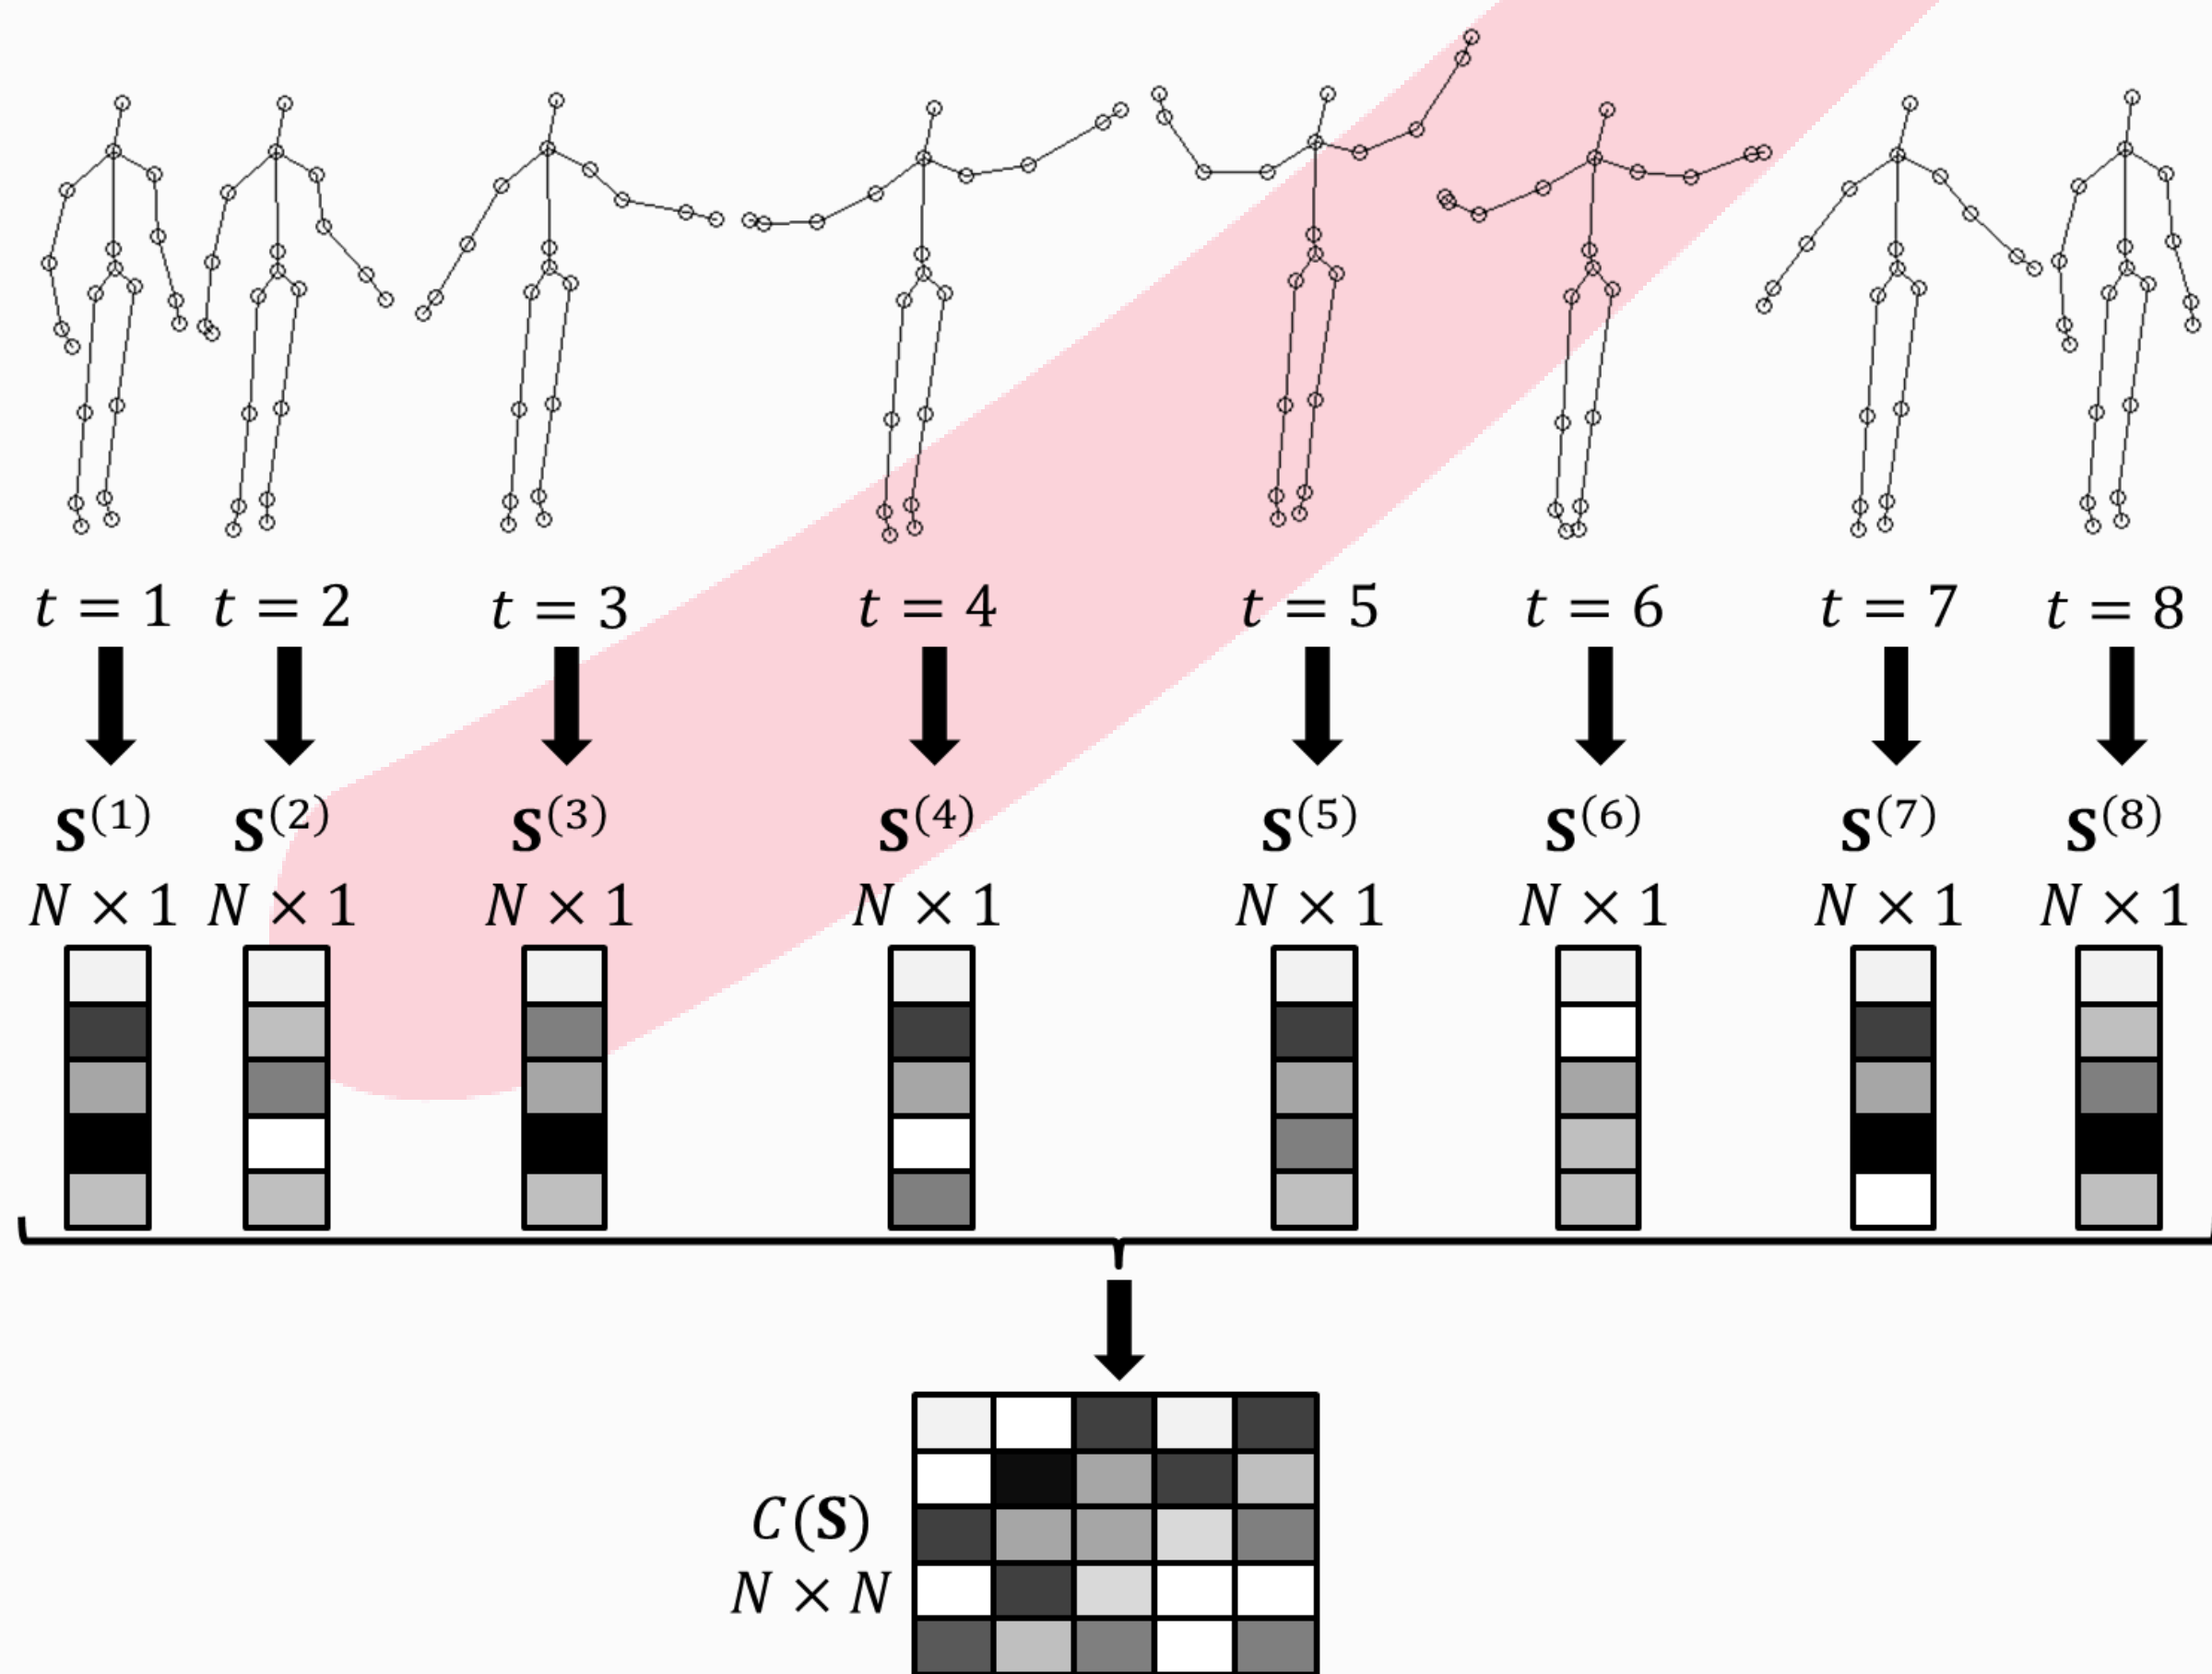 t = 1 t = 2 t = 3 t = 4 t = 5 t = 6 t = 7 t = 8
S⁽¹⁾ S⁽²⁾ S⁽³⁾ S⁽⁴⁾ S⁽⁵⁾ S⁽⁶⁾ S⁽⁷⁾ S⁽⁸⁾
N × 1 N × 1 N × 1 N × 1 N × 1 N × 1 N × 1 N × 1
C(S)
N × N